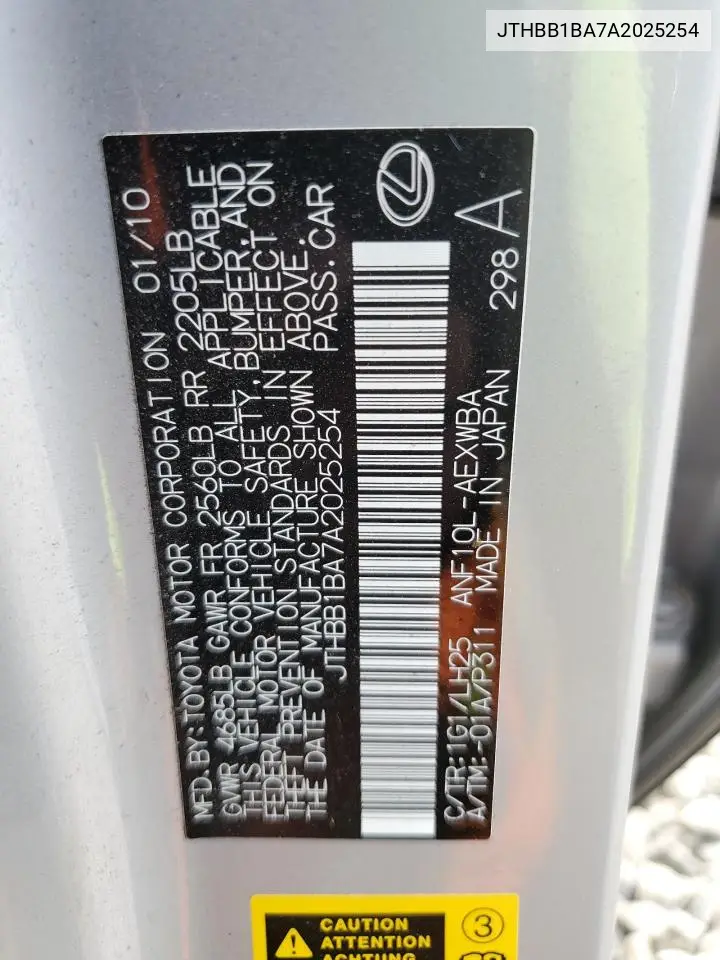 JTHBB1BA7A2025254
MFD.BY:TOYOTA MOTOR CORPORATION 01/10
GVWR 4685LB GAWR FR 2560LB RR 2205LB
THIS VEHICLE CONFORMS TO ALL APPLICABLE
FEDERAL MOTOR VEHICLE SAFETY,BUMPER,AND
THEFT PREVENTION STANDARDS IN EFFECT ON
THE DATE OF MANUFACTURE SHOWN ABOVE.
JTHBB1BA7A2025254 PASS.CAR
C/TR:1G1/LH25 ANF10L-AEXWBA 298 A
A/TM:-01A/P311 MADE IN JAPAN
CAUTION
ATTENTION
ACHTUNG
3